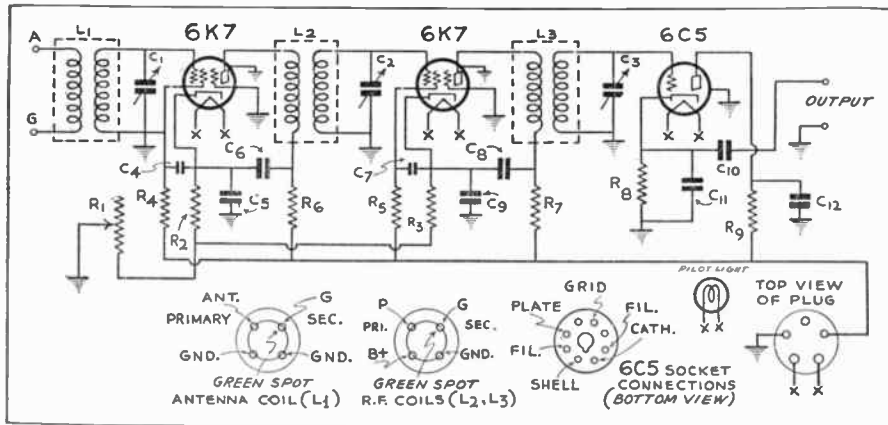 6K7
6K7
6C5
L1
L2
L3
A
G
C1
C2
C3
OUTPUT
C4
C6
C5
C7
C8
C9
C10
C11
C12
R1
R4
R2
R6
R5
R3
R7
R8
R9
X X
X X
X X
ANT.
PRIMARY
G
SEC.
GND.
GND.
GREEN SPOT
ANTENNA COIL (L1)
P
PRI.
B+
G
SEC.
GND.
GREEN SPOT
R.F. COILS (L2, L3)
GRID
PLATE
FIL.
CATH.
FIL.
SHELL
6C5 SOCKET
CONNECTIONS
(BOTTOM VIEW)
PILOT LIGHT
X X
TOP VIEW
OF PLUG
X X